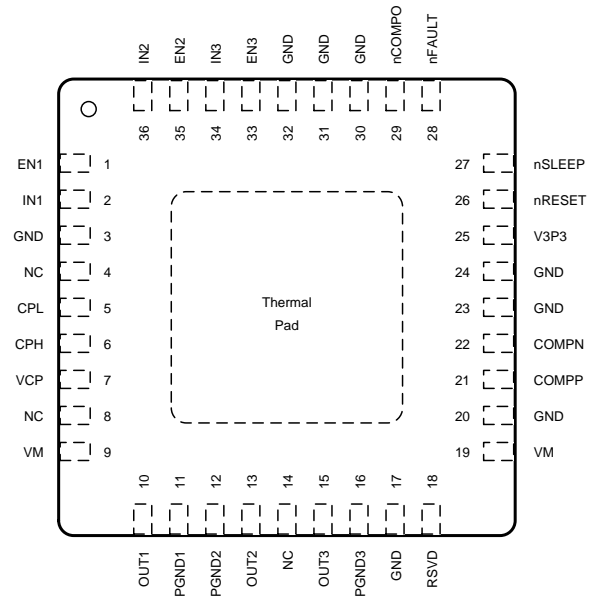 IN2
EN2
IN3
EN3
GND
GND
GND
nCOMPO
nFAULT
36
35
34
33
32
31
30
29
28
EN1 1
IN1 2
GND 3
NC 4
CPL 5
CPH 6
VCP 7
NC 8
VM 9
27 nSLEEP
26 nRESET
25 V3P3
24 GND
23 GND
22 COMPN
21 COMPP
20 GND
19 VM
Thermal
Pad
10
11
12
13
14
15
16
17
18
OUT1
PGND1
PGND2
OUT2
NC
OUT3
PGND3
GND
RSVD